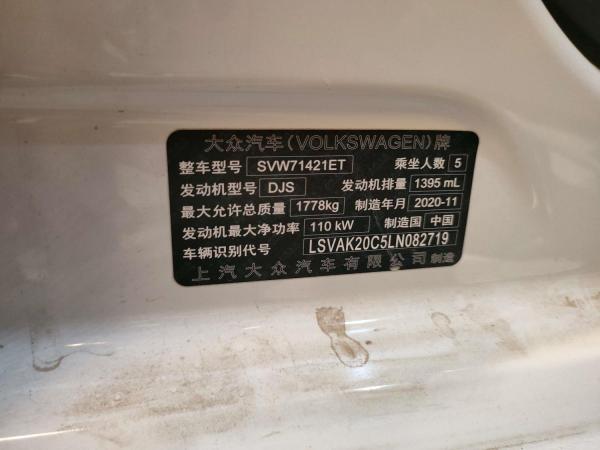 大众汽车(VOLKSWAGEN)牌
整车型号 SVW71421ET 乘坐人数 5
发动机型号 DJS 发动机排量 1395 mL
最大允许总质量 1778kg 制造年月 2020-11
发动机最大净功率 110 kW 制造国 中国
车辆识别代号 LSVAK20C5LN082719
上汽大众汽车有限公司制造